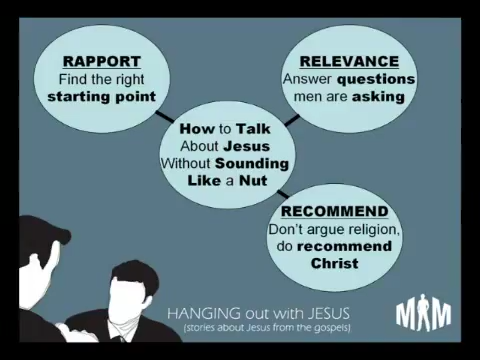 RAPPORT
Find the right
starting point
RELEVANCE
Answer questions
men are asking
How to Talk
About Jesus
Without Sounding
Like a Nut
RECOMMEND
Don't argue religion,
do recommend
Christ
HANGING out with JESUS
(stories about Jesus from the gospels)
MIM